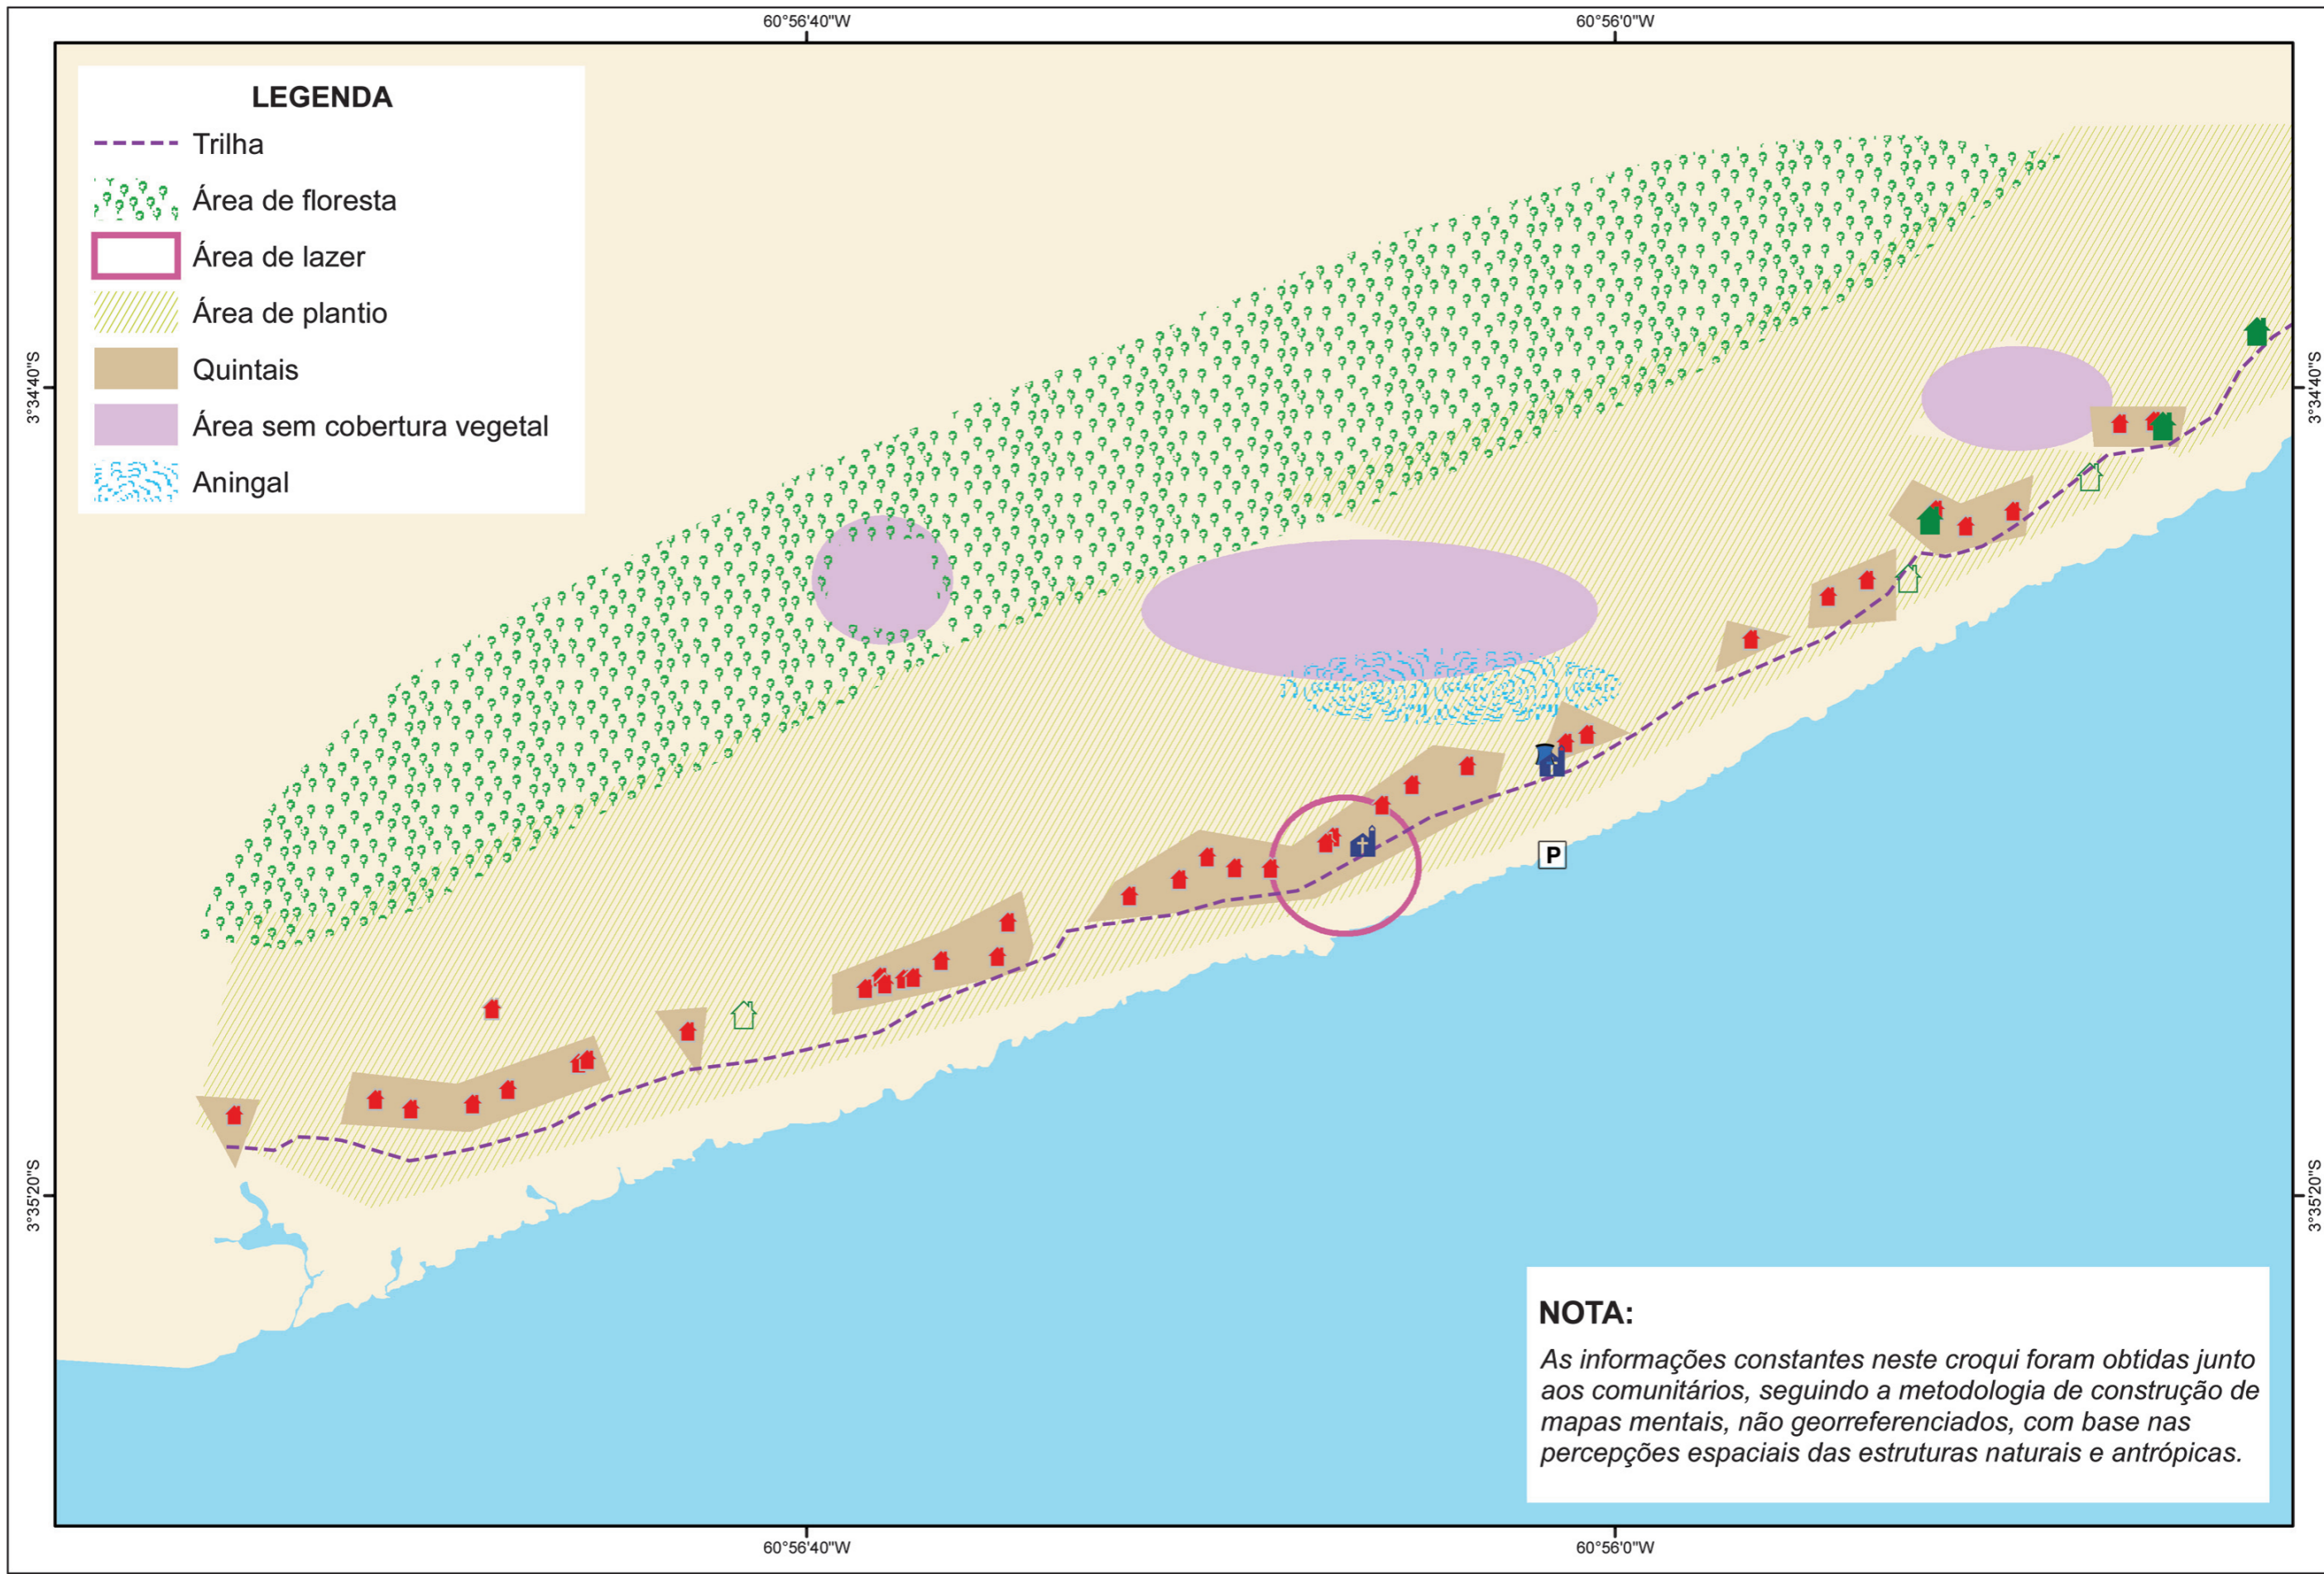 60°56'40"W
60°56'0"W
LEGENDA
Trilha
Área de floresta
Área de lazer
Área de plantio
Quintais
Área sem cobertura vegetal
Aningal
3°34'40"S
3°34'40"S
P
3°35'20"S
3°35'20"S
NOTA:
As informações constantes neste croqui foram obtidas junto
aos comunitários, seguindo a metodologia de construção de
mapas mentais, não georreferenciados, com base nas
percepções espaciais das estruturas naturais e antrópicas.
60°56'40"W
60°56'0"W